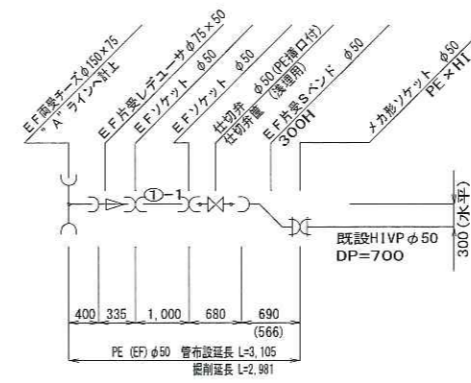 EF両受チーズφ150×75
"A"ラインへ計上
EF片受レデューサφ75×50
EFソケット φ50
EFソケット φ50
仕切弁 φ50(PE挿口付)
仕切弁筐 (浅埋用)
EF片受Sベンド φ50
300H
メカ形ソケット φ50
PE×HI
①-1
既設HIVPφ50
DP=700
300(水平)
400 335 1,000 680 690
(566)
PE (EF) φ50 管布設延長 L=3,105
掘削延長 L=2,981